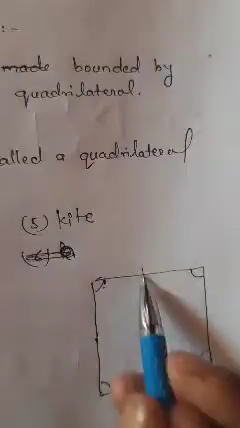 :-
made bounded by
quadrilateral.
alled a quadrilateral
(5) kite